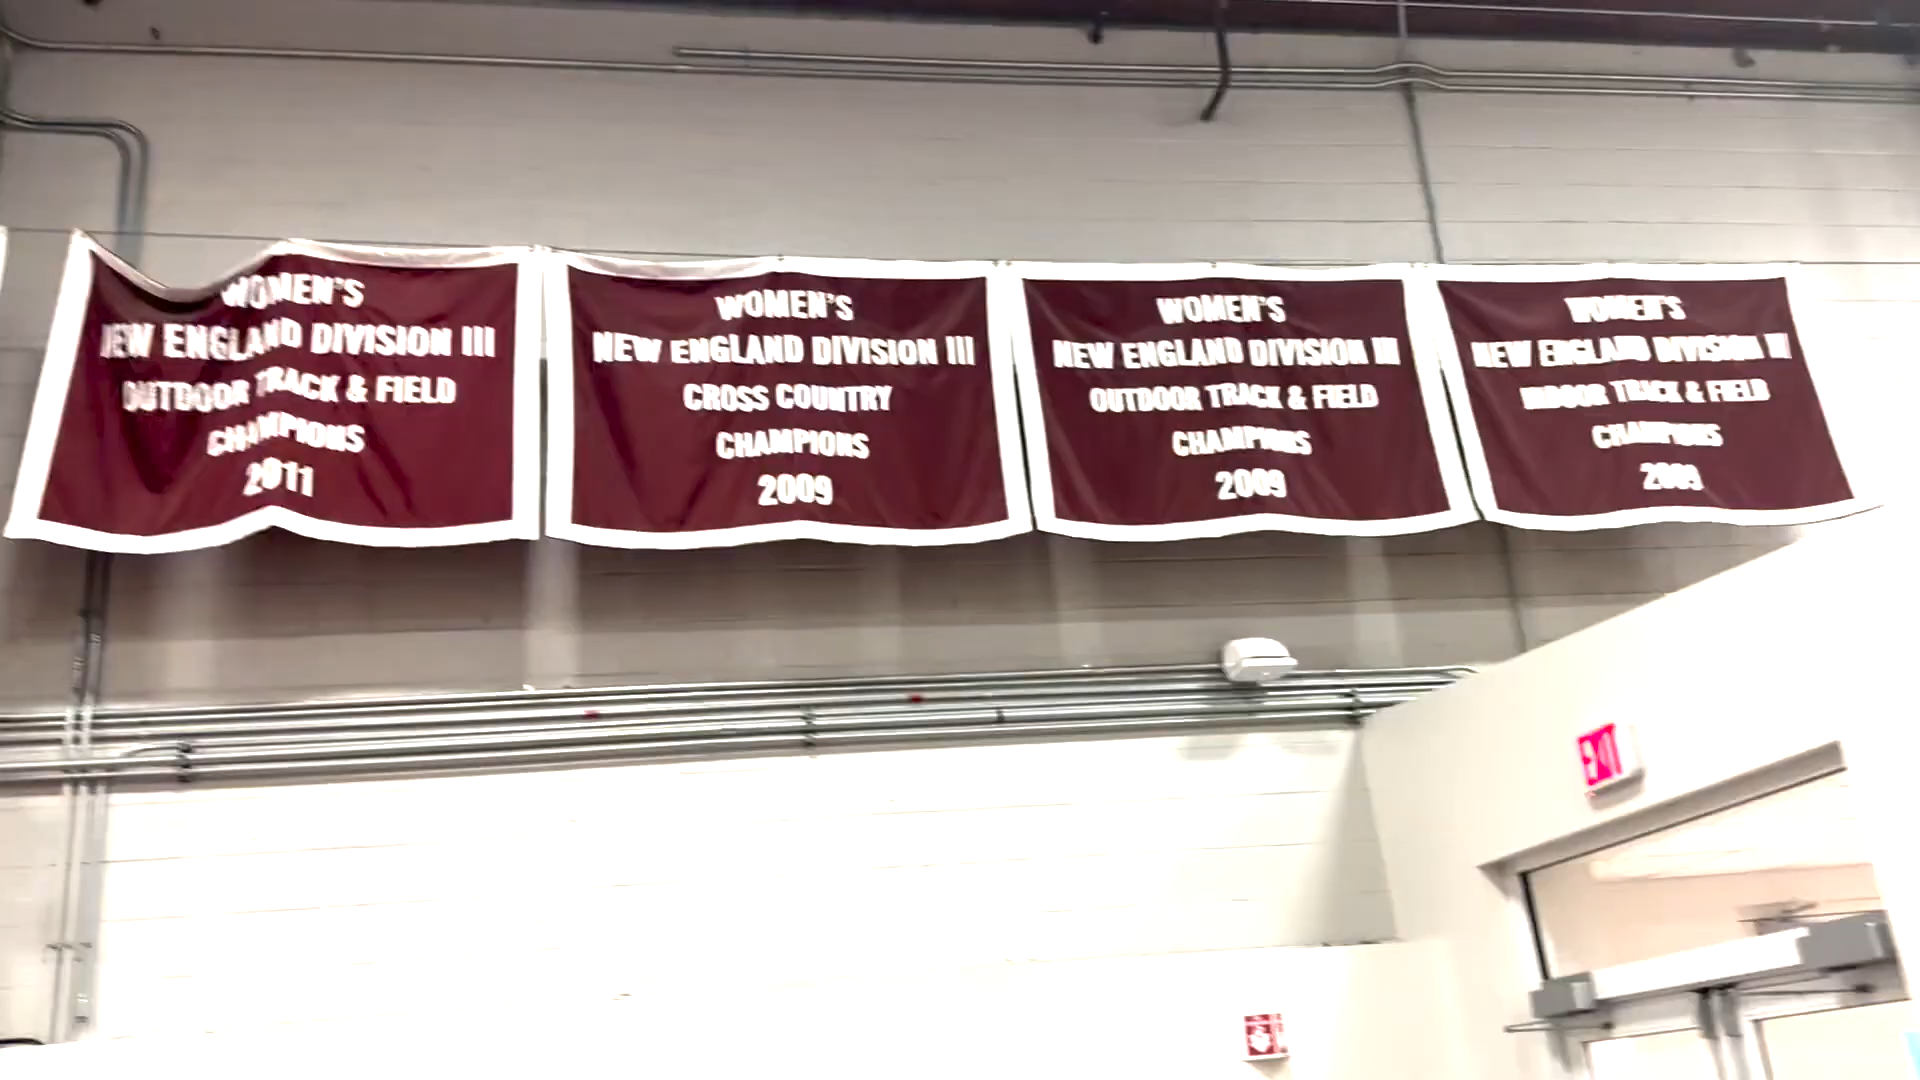 WOMEN'S
NEW ENGLAND DIVISION III
OUTDOOR TRACK & FIELD
CHAMPIONS
2011
WOMEN'S
NEW ENGLAND DIVISION III
CROSS COUNTRY
CHAMPIONS
2009
WOMEN'S
NEW ENGLAND DIVISION III
OUTDOOR TRACK & FIELD
CHAMPIONS
2009
WOMEN'S
NEW ENGLAND DIVISION III
INDOOR TRACK & FIELD
CHAMPIONS
2009
EXIT